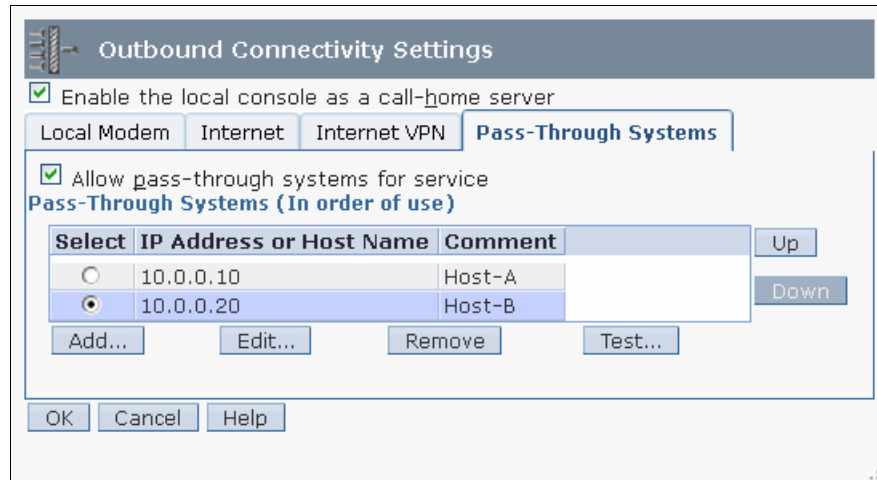 Outbound Connectivity Settings
Enable the local console as a call-home server
Local Modem Internet Internet VPN Pass-Through Systems
Allow pass-through systems for service
Pass-Through Systems (In order of use)
Select IP Address or Host Name Comment Up
10.0.0.10 Host-A
10.0.0.20 Host-B Down
Add... Edit... Remove Test...
OK Cancel Help